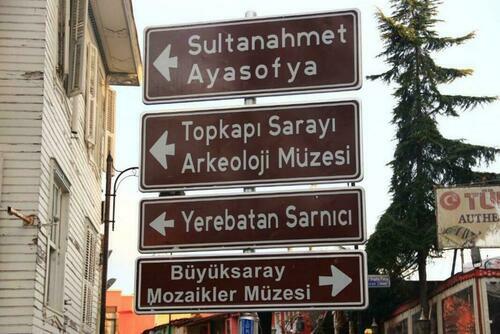 Sultanahmet
Ayasofya
Topkapı Sarayı
Arkeoloji Müzesi
Yerebatan Sarnıcı
Büyüksaray
Mozaikler Müzesi